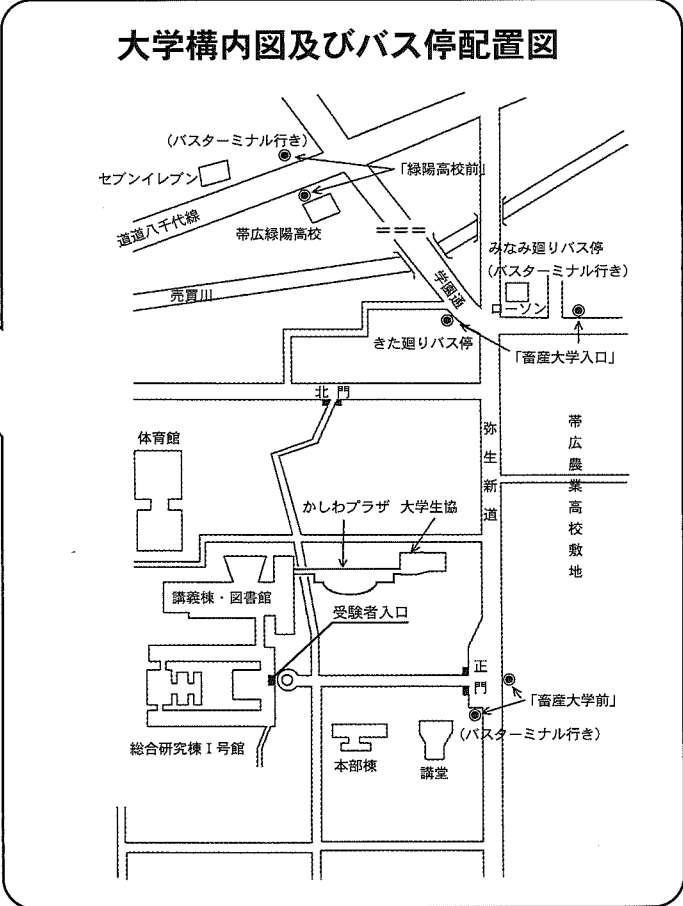 大学構内図及びバス停配置図
(バスターミナル行き)
セブンイレブン
「緑陽高校前」
道道八千代線
帯広緑陽高校
みなみ廻りバス停
(バスターミナル行き)
学園通
売買川
ローソン
きた廻りバス停
「畜産大学入口」
北門
体育館
弥生新道
帯広農業高校敷地
かしわプラザ
大学生協
講義棟・図書館
受験者入口
正門
「畜産大学前」
(バスターミナル行き)
総合研究棟Ⅰ号館
本部棟
講堂